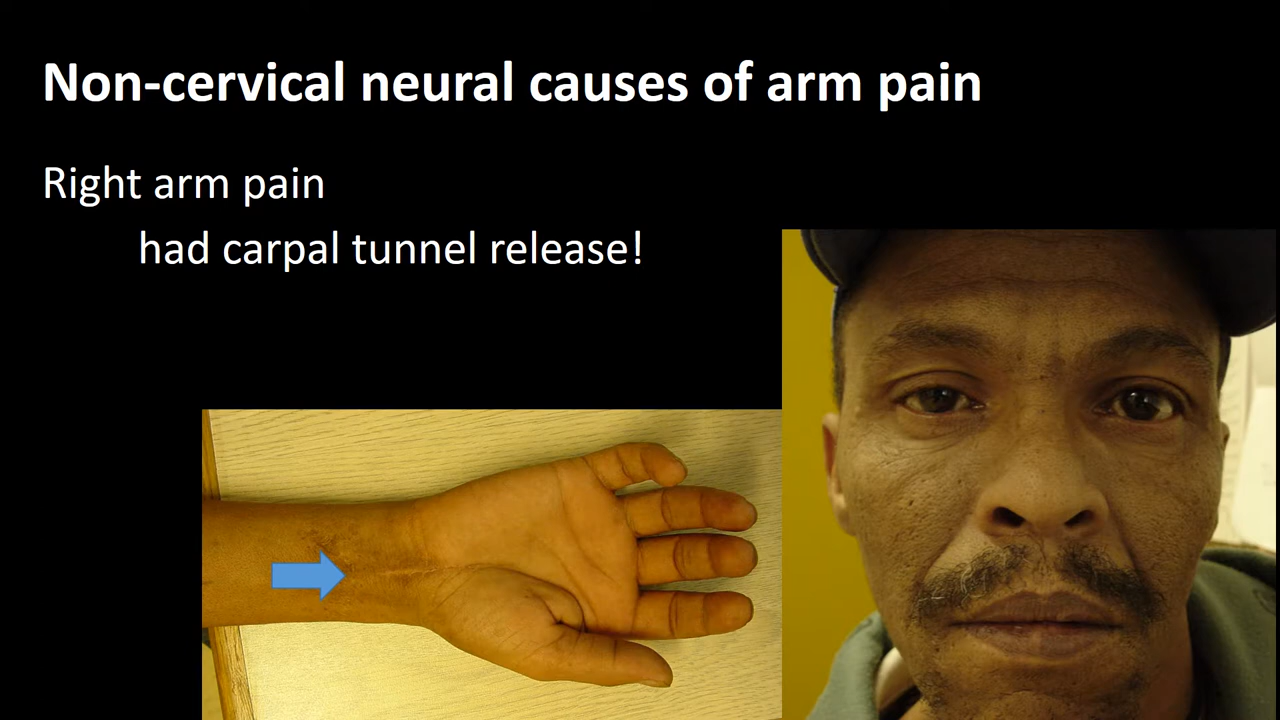 Non-cervical neural causes of arm pain
Right arm pain
had carpal tunnel release!